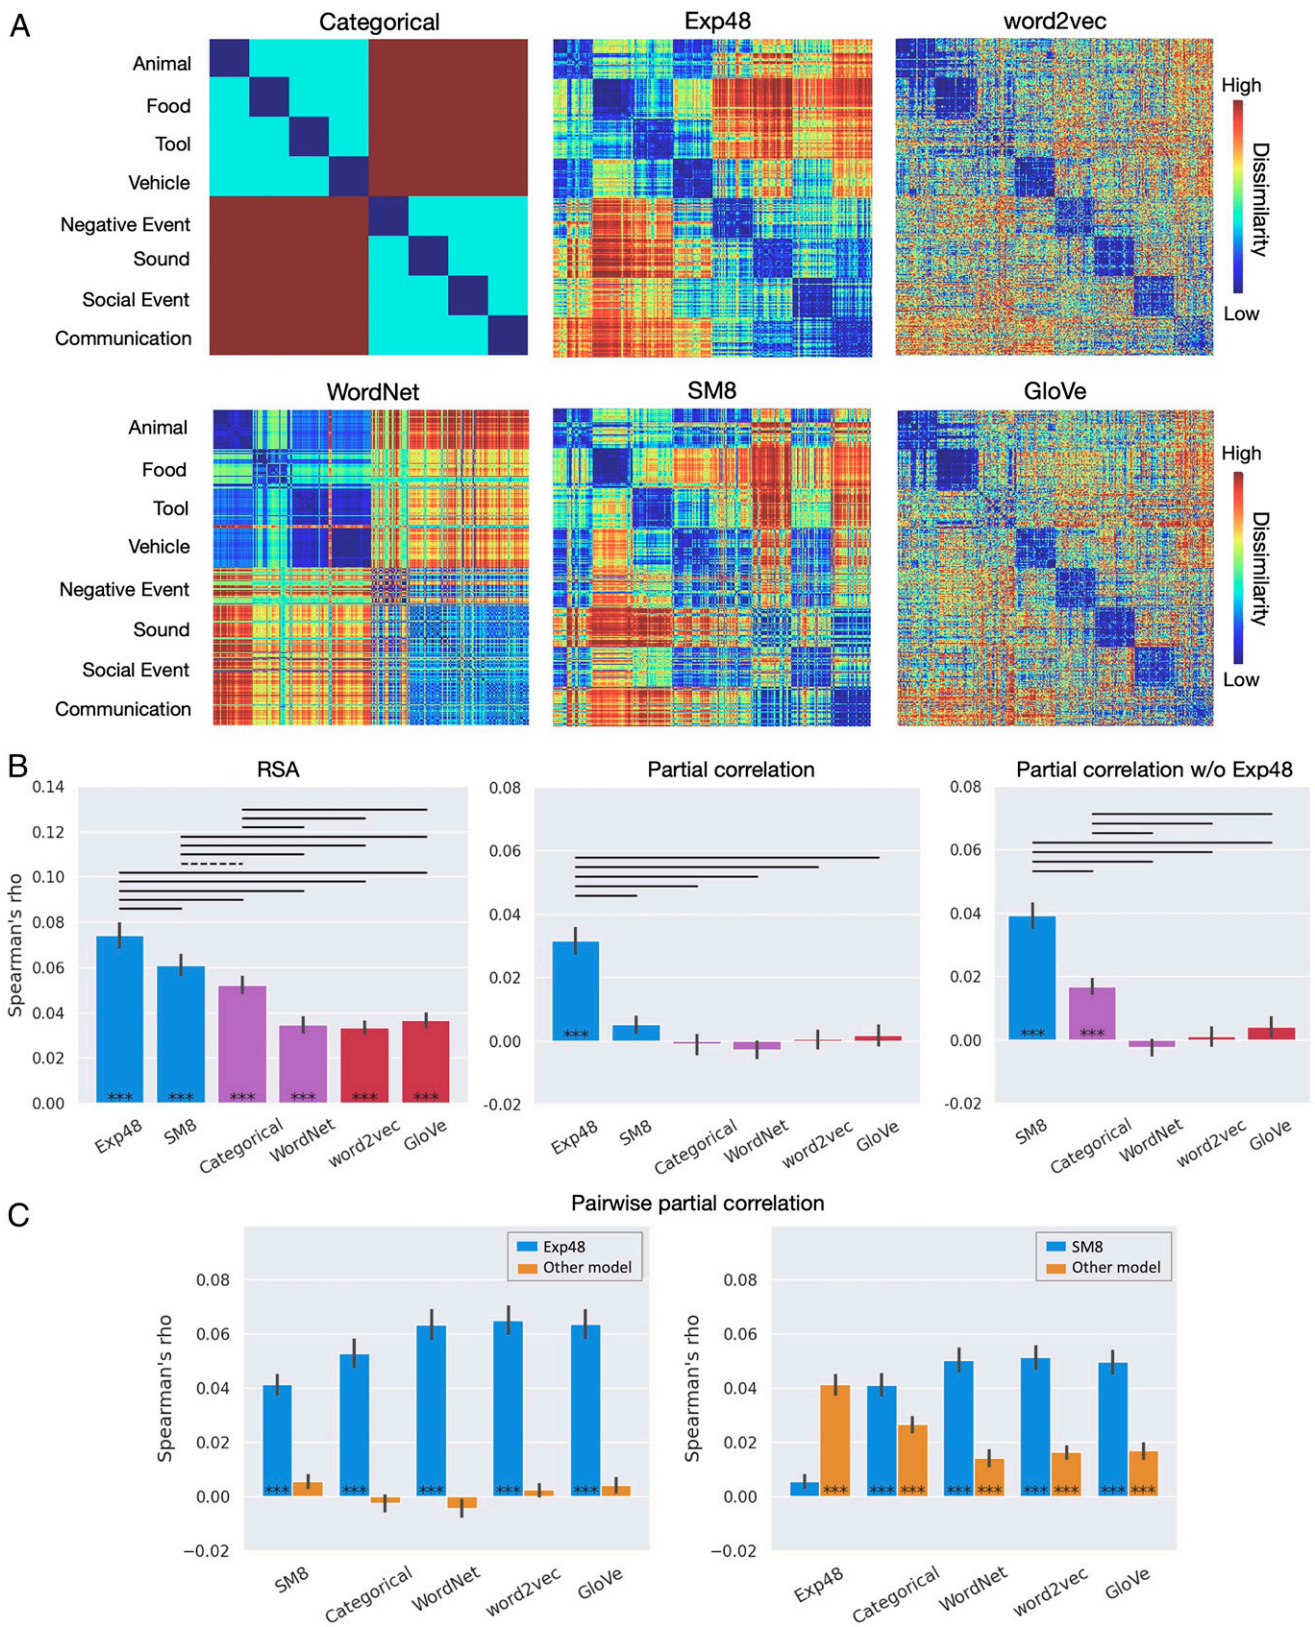 A
Categorical
Exp48
word2vec
Animal
Food
Tool
Vehicle
Negative Event
Sound
Social Event
Communication
High
Dissimilarity
Low
WordNet
SM8
GloVe
Animal
Food
Tool
Vehicle
Negative Event
Sound
Social Event
Communication
High
Dissimilarity
Low
B
RSA
Spearman's rho
0.14
0.12
0.10
0.08
0.06
0.04
0.02
0.00
*** *** *** *** *** ***
Exp48 SM8 Categorical WordNet word2vec GloVe
Partial correlation
0.08
0.06
0.04
0.02
0.00
-0.02
***
Exp48 SM8 Categorical WordNet word2vec GloVe
Partial correlation w/o Exp48
0.08
0.06
0.04
0.02
0.00
-0.02
*** ***
SM8 Categorical WordNet word2vec GloVe
C
Pairwise partial correlation
Exp48
Other model
Spearman's rho
0.08
0.06
0.04
0.02
0.00
−0.02
*** *** *** *** ***
SM8 Categorical WordNet word2vec GloVe
SM8
Other model
Spearman's rho
0.08
0.06
0.04
0.02
0.00
−0.02
*** *** *** *** *** *** *** *** ***
Exp48 Categorical WordNet word2vec GloVe